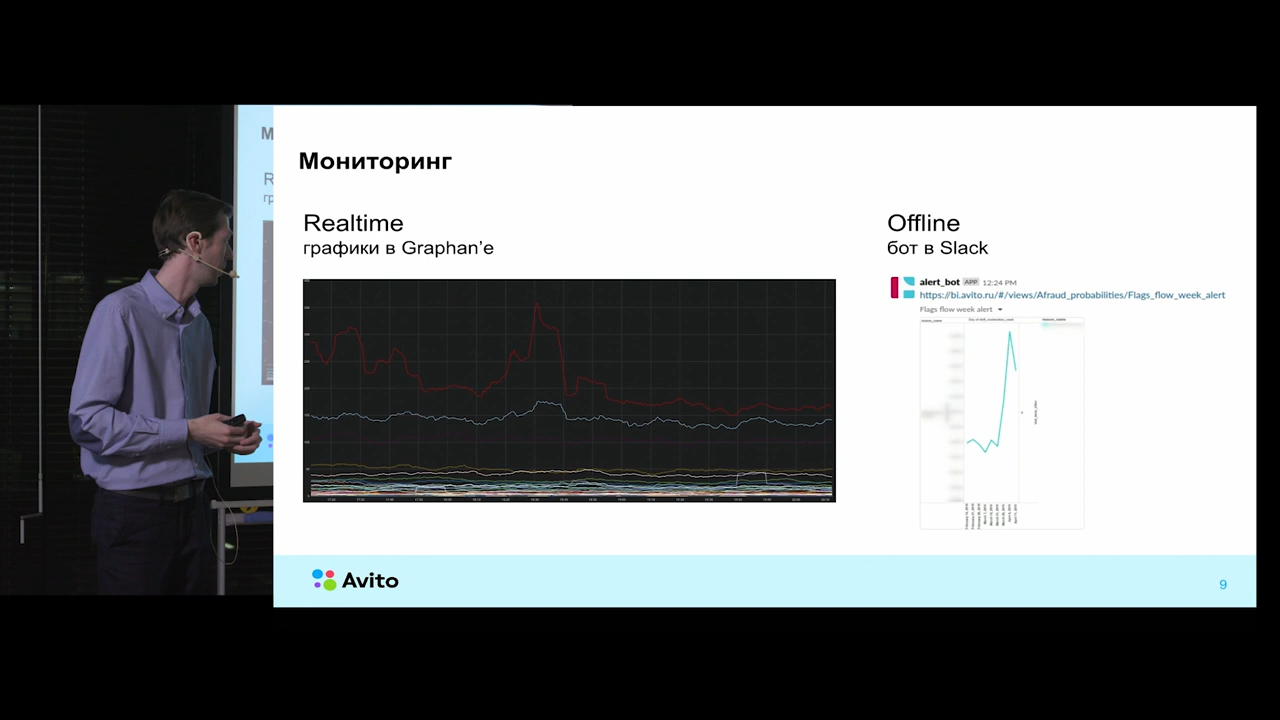 Мониторинг
Realtime
графики в Graphan’e
Offline
бот в Slack
alert_bot APP 12:24 PM
https://bi.avito.ru/#/views/Afraud_probabilities/Flags_flow_week_alert
Flags flow week alert
Avito
9